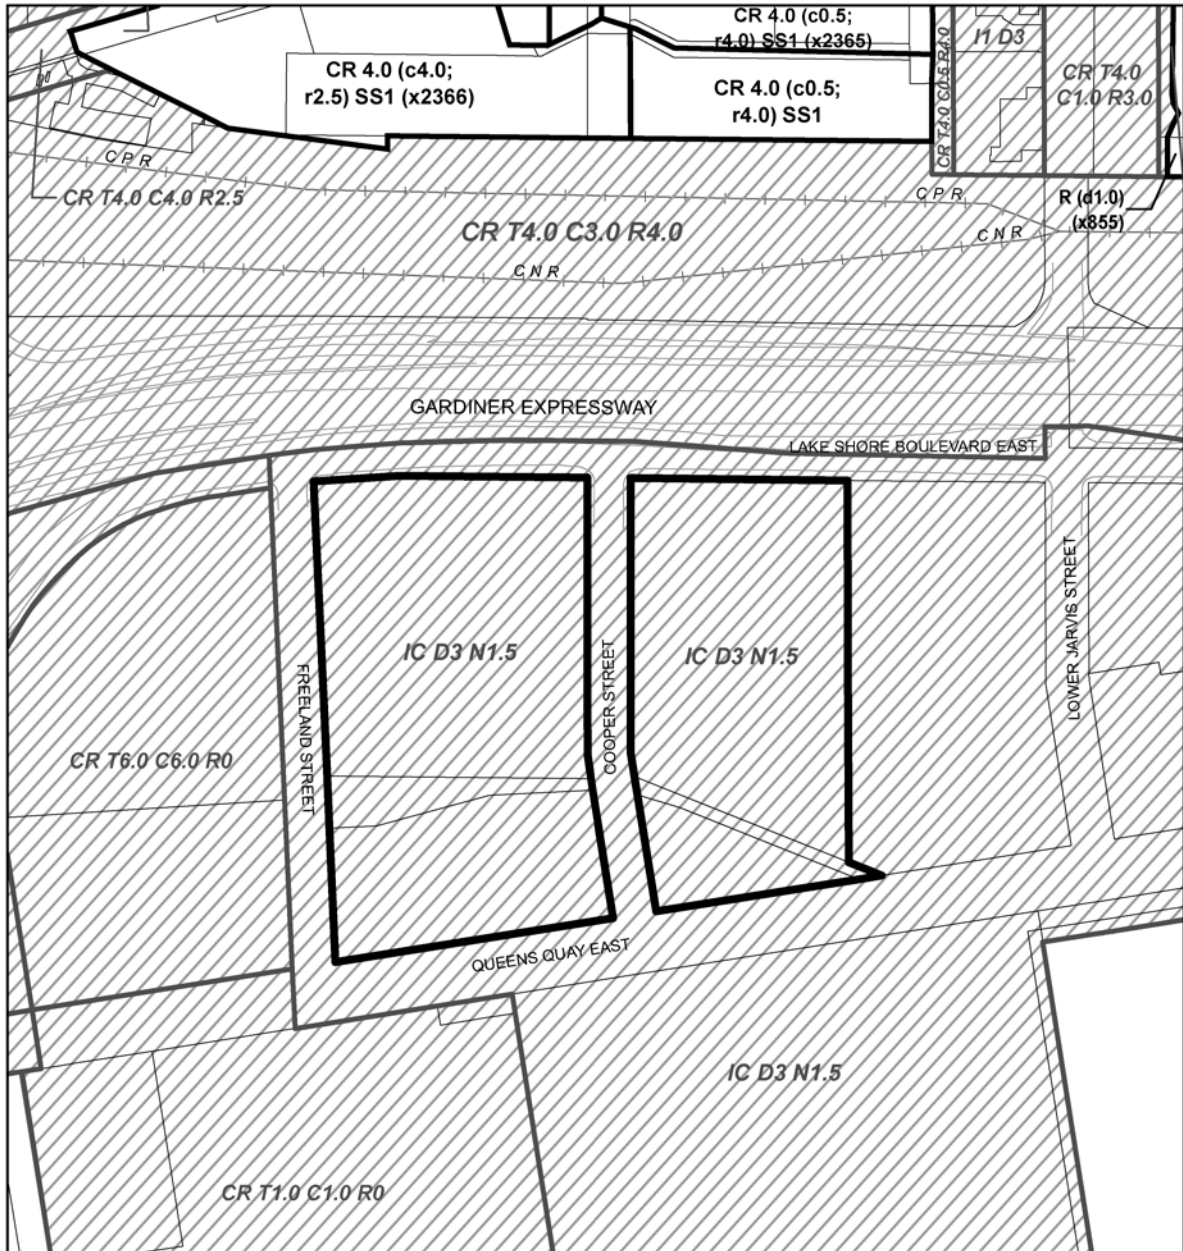 CR 4.0 (c0.5;
r4.0) SS1 (x2365)
CR 4.0 (c4.0;
r2.5) SS1 (x2366)
CR 4.0 (c0.5;
r4.0) SS1
CR T4.0 C0.5 R4.0
I1 D3
CR T4.0
C1.0 R3.0
CPR
CR T4.0 C4.0 R2.5
CPR
R (d1.0)
(x855)
CR T4.0 C3.0 R4.0
CNR
CNR
GARDINER EXPRESSWAY
LAKE SHORE BOULEVARD EAST
IC D3 N1.5
IC D3 N1.5
FREELAND STREET
COOPER STREET
LOWER JARVIS STREET
CR T6.0 C6.0 R0
QUEENS QUAY EAST
IC D3 N1.5
CR T1.0 C1.0 R0